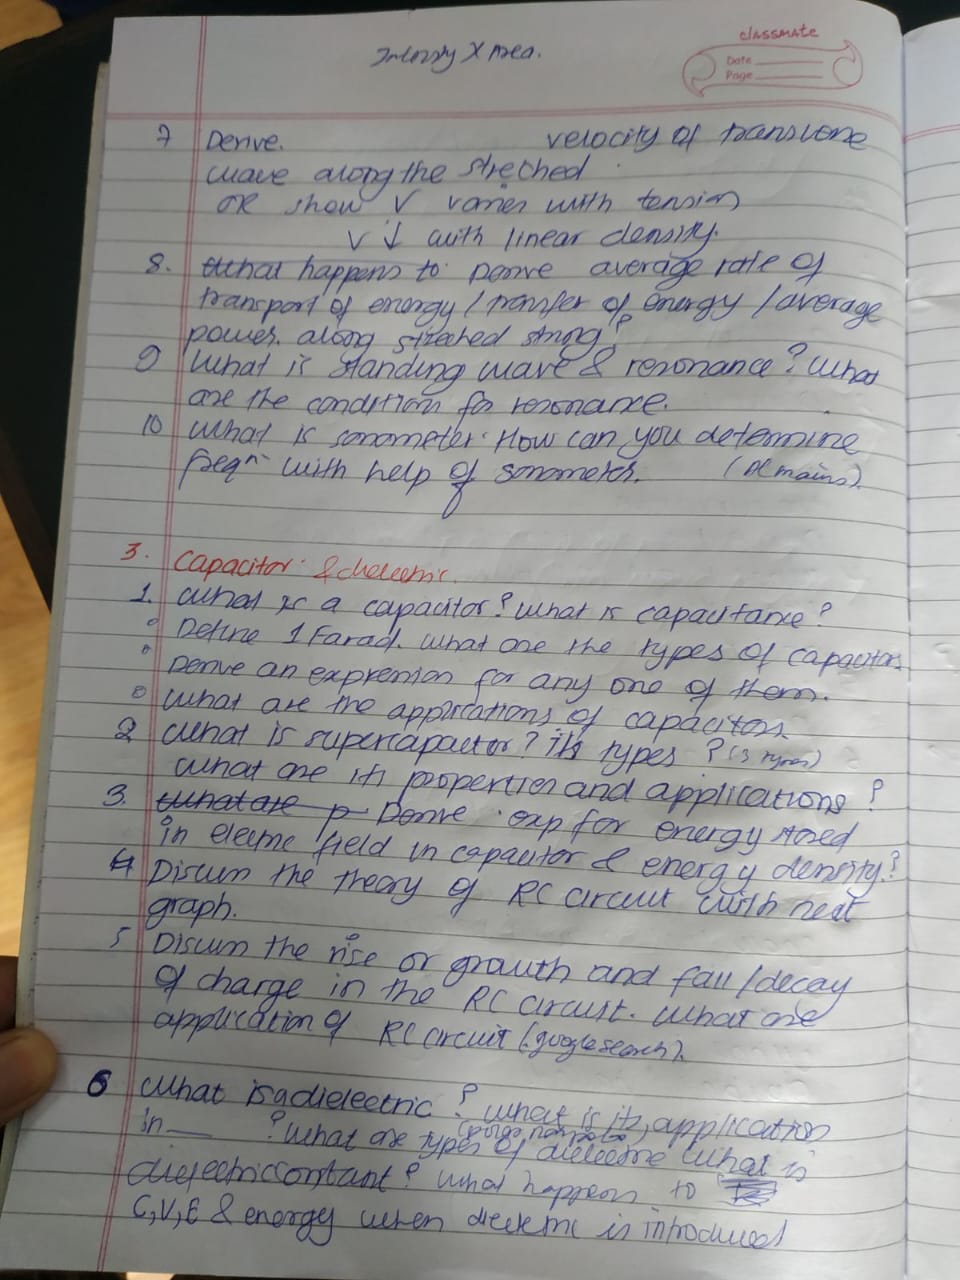 Intensity X Area.
classmate
Date
Page
7 Derive. velocity of transverse
wave along the streched
OR show V varies with tension
V ↓ with linear density.
8. What happens to Derive average rate of
transport of energy / transfer of energy / average
power along streched string?
9 What is standing wave & resonance? What
are the conditions for resonance.
10 What is sonometer. How can you determine
freqn with help of sonometer. (mains)
3. Capacitor & dielectric.
1. What is a capacitor? What is capacitance?
Define 1 Farad. what are the types of capacitor.
Derive an expression for any one of them.
What are the applications of capacitors
2 What is supercapacitor? its types? (3 types)
What are its properties and applications?
3. What are p Derive exp for energy stored
in electric field in capacitor & energy density?
4 Discuss the theory of RC circuit with neat
graph.
5 Discuss the rise or growth and fall / decay
of charge in the RC circuit. What are
application of RC circuit (google search).
6 What is a dielectric? What is its application
in ? What are types of dielectric What is
dielectric constant? What happens to
C, V, E & energy when dielectric is introduced